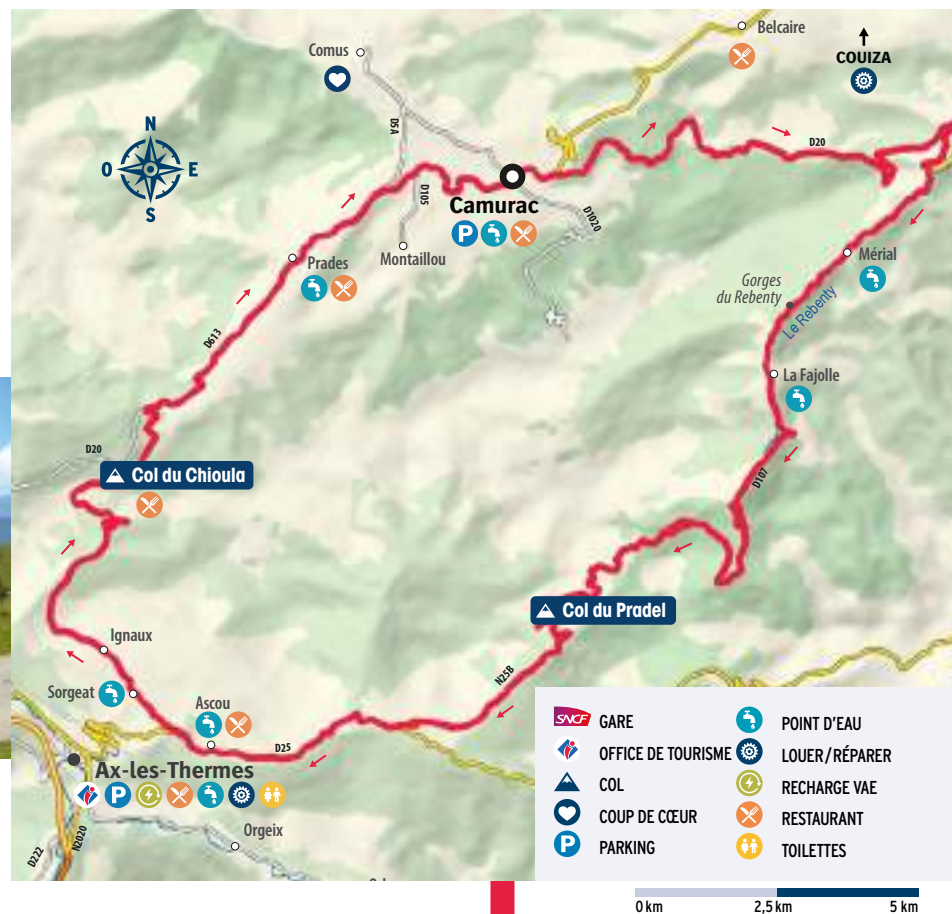 Belcaire
Comus
COUIZA
N
O
E
S
D5A
D20
D105
Camurac
P
D1020
Montaillou
Prades
Mérial
Gorges
du Rebenty
Le Rebenty
D613
La Fajolle
D20
Col du Chioula
D107
Col du Pradel
Ignaux
N25B
Sorgeat
Ascou
D25
Ax-les-Thermes
P
Orgeix
D222
N2020
SNCF GARE
OFFICE DE TOURISME
COL
COUP DE CŒUR
P PARKING
POINT D'EAU
LOUER/RÉPARER
RECHARGE VAE
RESTAURANT
TOILETTES
0 km
2,5 km
5 km